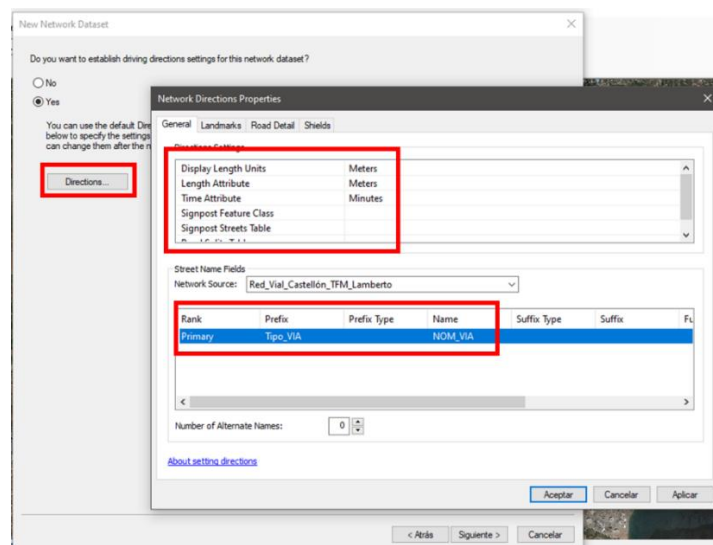 New Network Dataset
Do you want to establish driving directions settings for this network dataset?
No
Yes
You can use the default Dire
below to specify the settings
can change them after the n
Directions...
Network Directions Properties
General Landmarks Road Detail Shields
Directions Settings
Display Length Units Meters
Length Attribute Meters
Time Attribute Minutes
Signpost Feature Class
Signpost Streets Table
Street Name Fields
Network Source: Red_Vial_Castellón_TFM_Lamberto
Rank Prefix Prefix Type Name Suffix Type Suffix Fu
Primary Tipo_VIA NOM_VIA
Number of Alternate Names: 0
About setting directions
Aceptar Cancelar Aplicar
< Atrás Siguiente > Cancelar